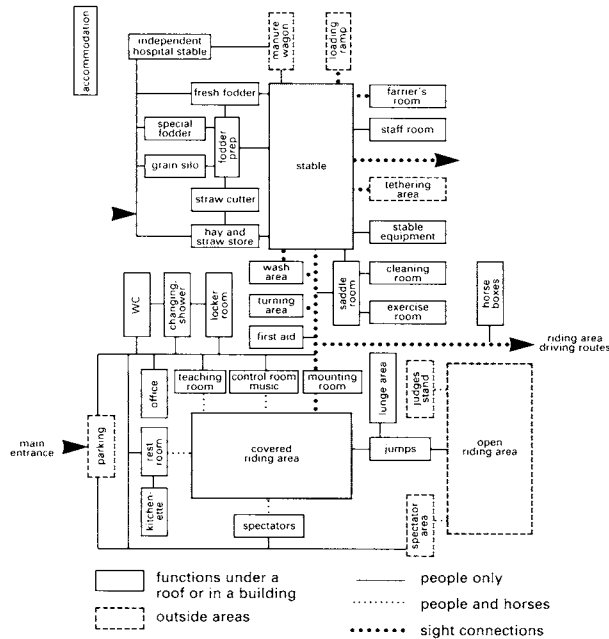 accommodation
independent
hospital stable
manure
wagon
loading
ramp
fresh fodder
farrier's
room
special
fodder
fodder
prep
stable
staff room
grain silo
tethering
area
straw cutter
hay and
straw store
stable
equipment
wash
area
saddle
room
cleaning
room
WC
changing,
shower
locker
room
turning
area
exercise
room
horse
boxes
first aid
riding area
driving routes
office
teaching
room
control room
music
mounting
room
lunge area
judges
stand
main
entrance
parking
rest
room
covered
riding area
jumps
open
riding area
kitchen-
ette
spectators
spectator
area
functions under a
roof or in a building
outside areas
people only
people and horses
sight connections